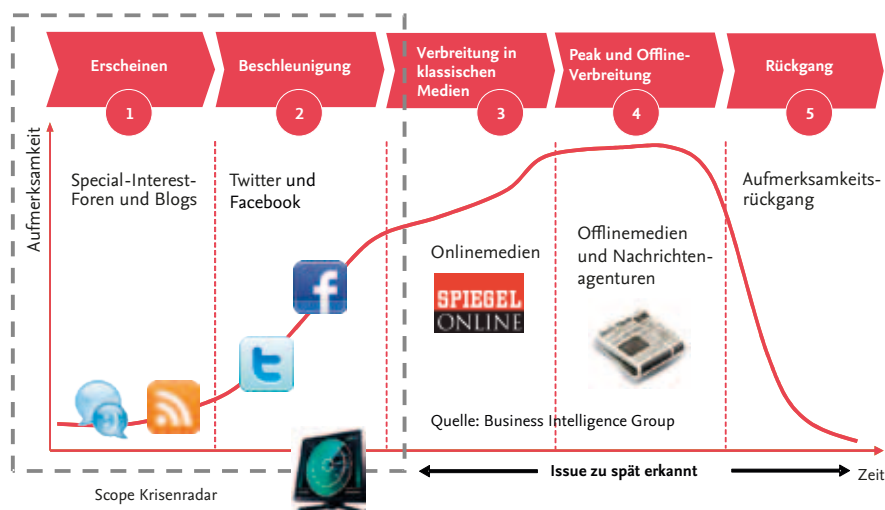 Erscheinen
Beschleunigung
Verbreitung in
klassischen
Medien
Peak und Offline-
Verbreitung
Rückgang
1
2
3
4
5
Aufmerksamkeit
Special-Interest-
Foren und Blogs
Twitter und
Facebook
Onlinemedien
SPIEGEL
ONLINE
Offlinemedien
und Nachrichten-
agenturen
Aufmerksamkeits-
rückgang
f
t
Quelle: Business Intelligence Group
Issue zu spät erkannt
Zeit
Scope Krisenradar